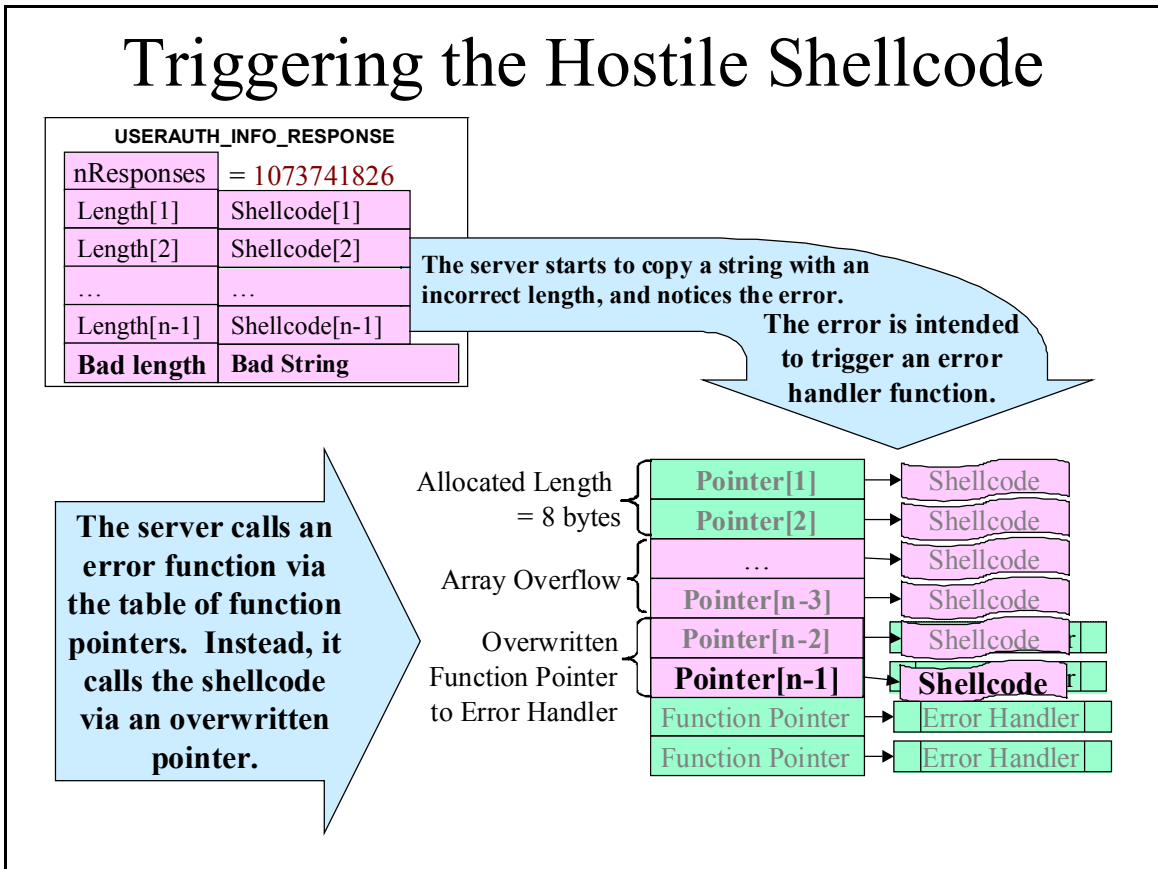 Triggering the Hostile Shellcode
USERAUTH_INFO_RESPONSE
nResponses = 1073741826
Length[1] Shellcode[1]
Length[2] Shellcode[2]
… …
Length[n-1] Shellcode[n-1]
Bad length Bad String
The server starts to copy a string with an
incorrect length, and notices the error.
The error is intended
to trigger an error
handler function.
The server calls an
error function via
the table of function
pointers. Instead, it
calls the shellcode
via an overwritten
pointer.
Allocated Length
= 8 bytes
Array Overflow
Overwritten
Function Pointer
to Error Handler
Pointer[1] Shellcode
Pointer[2] Shellcode
… Shellcode
Pointer[n-3] Shellcode
Pointer[n-2] Shellcode
Pointer[n-1] Shellcode
Function Pointer Error Handler
Function Pointer Error Handler